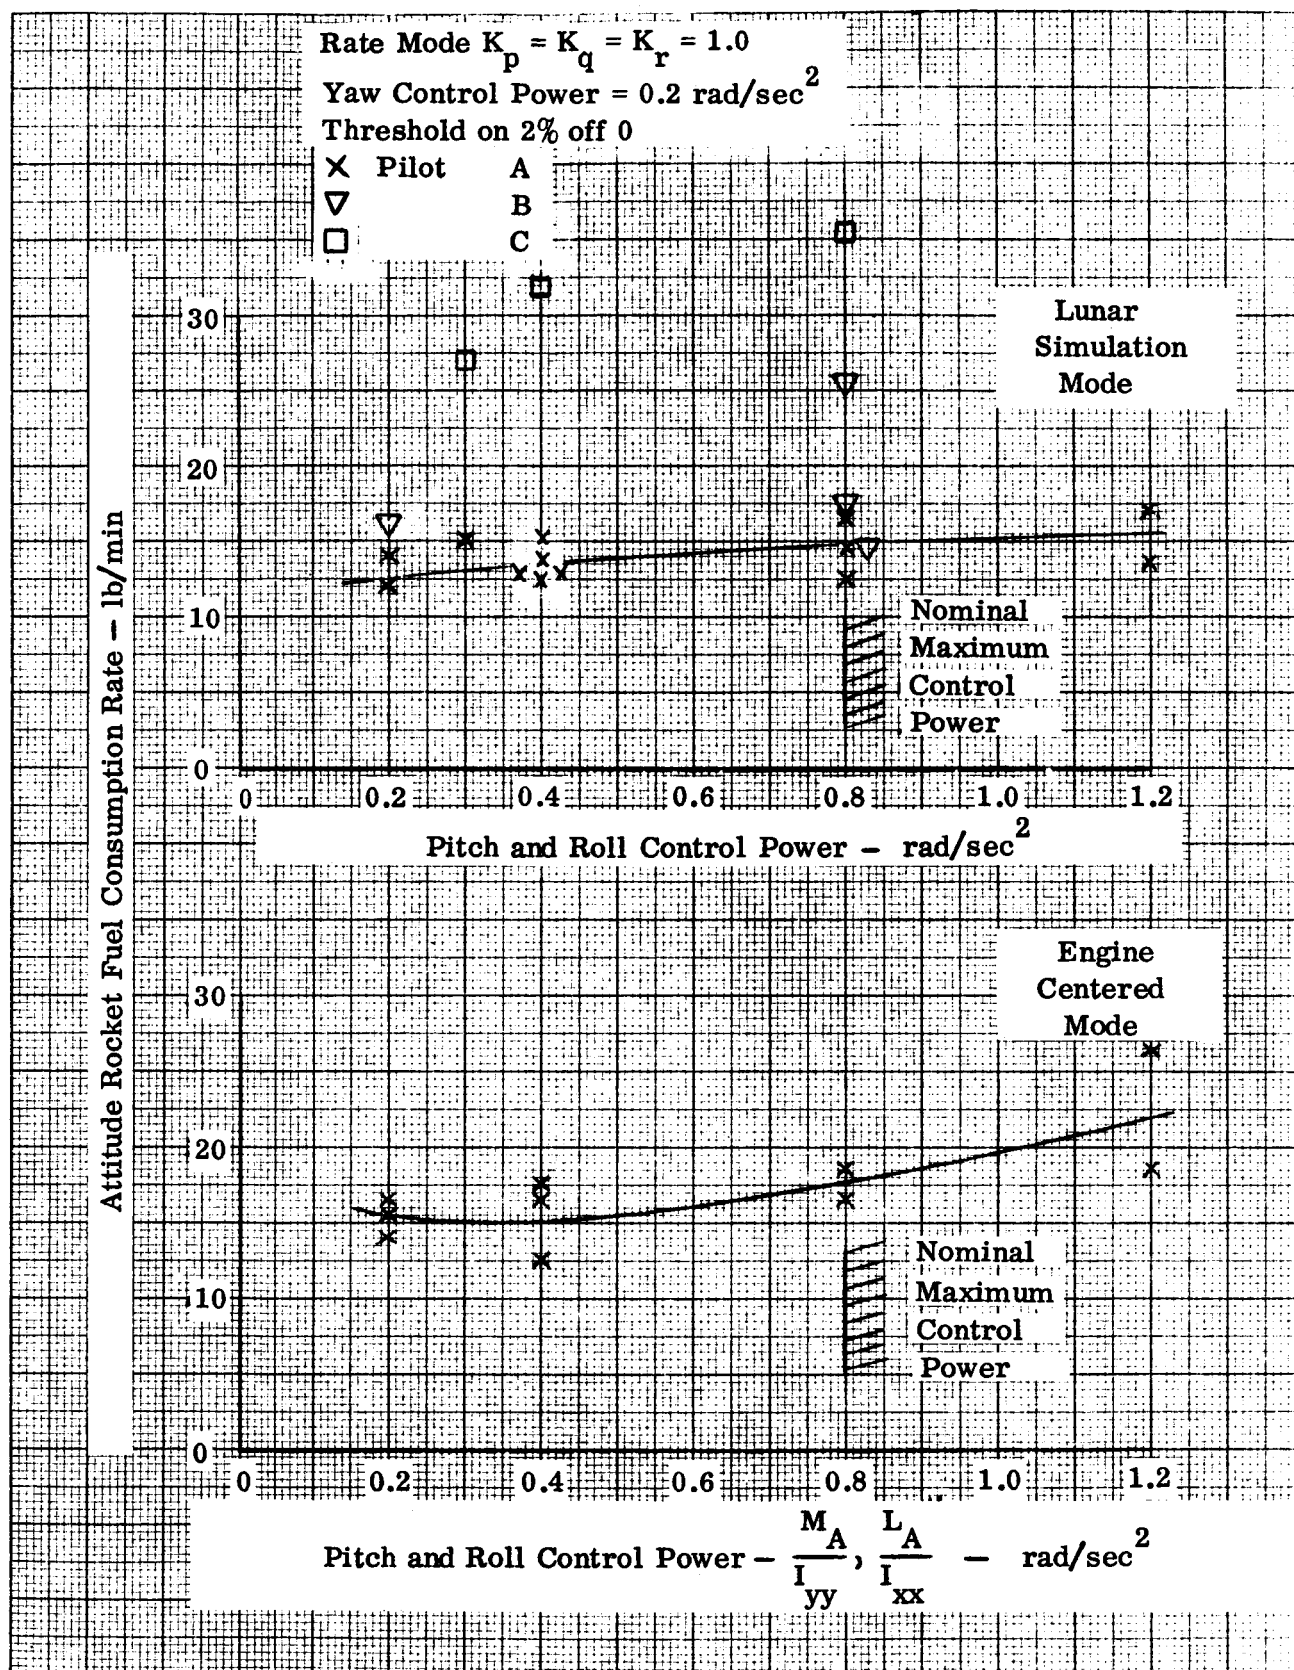 Rate Mode K_p = K_q = K_r = 1.0
Yaw Control Power = 0.2 rad/sec²
Threshold on 2% off 0
× Pilot A
▽ B
□ C
Attitude Rocket Fuel Consumption Rate – lb/min
Lunar
Simulation
Mode
30
20
10
0
Nominal
Maximum
Control
Power
0 0.2 0.4 0.6 0.8 1.0 1.2
Pitch and Roll Control Power – rad/sec²
Engine
Centered
Mode
30
20
10
0
Nominal
Maximum
Control
Power
0 0.2 0.4 0.6 0.8 1.0 1.2
Pitch and Roll Control Power – M_A/I_yy, L_A/I_xx – rad/sec²